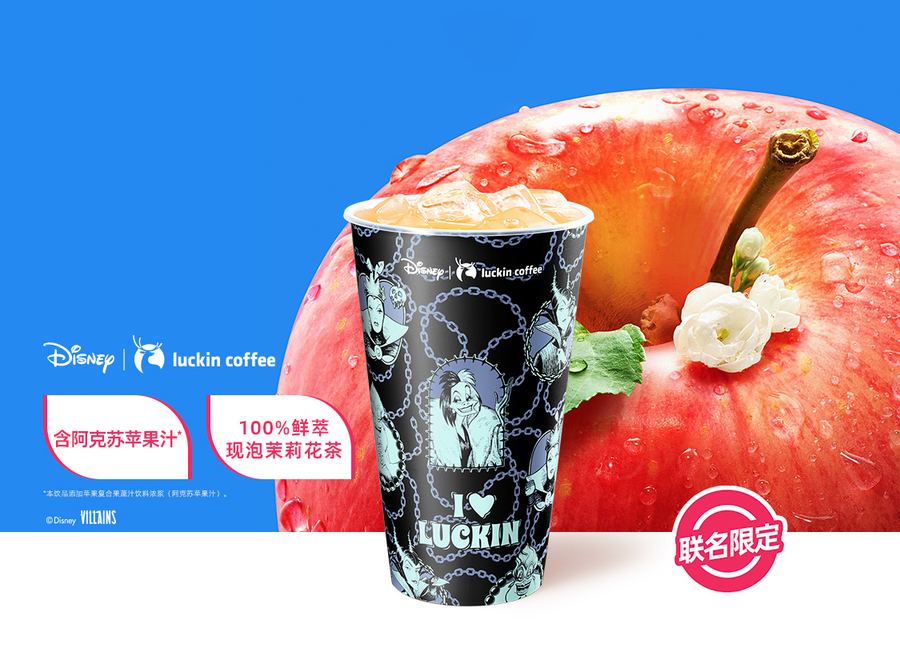 Disney | luckin coffee
I ♥
LUCKIN
Disney | luckin coffee
含阿克苏苹果汁*
100%鲜萃
现泡茉莉花茶
*本饮品添加苹果复合果蔬汁饮料浓浆（阿克苏苹果汁）。
©Disney VILLAINS
联名限定